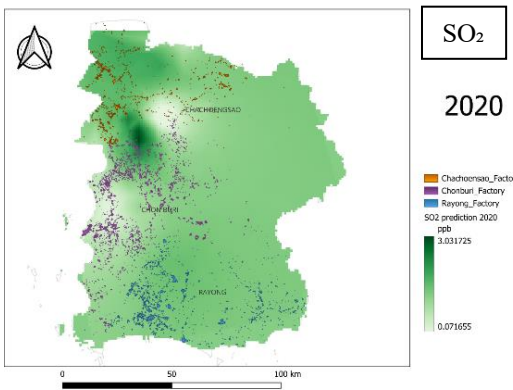 SO₂
2020
CHACHOENGSAO
CHONBURI
RAYONG
Chachoensao_Facto
Chonburi_Factory
Rayong_Factory
SO2 prediction 2020
ppb
3.031725
0.071655
0 50 100 km